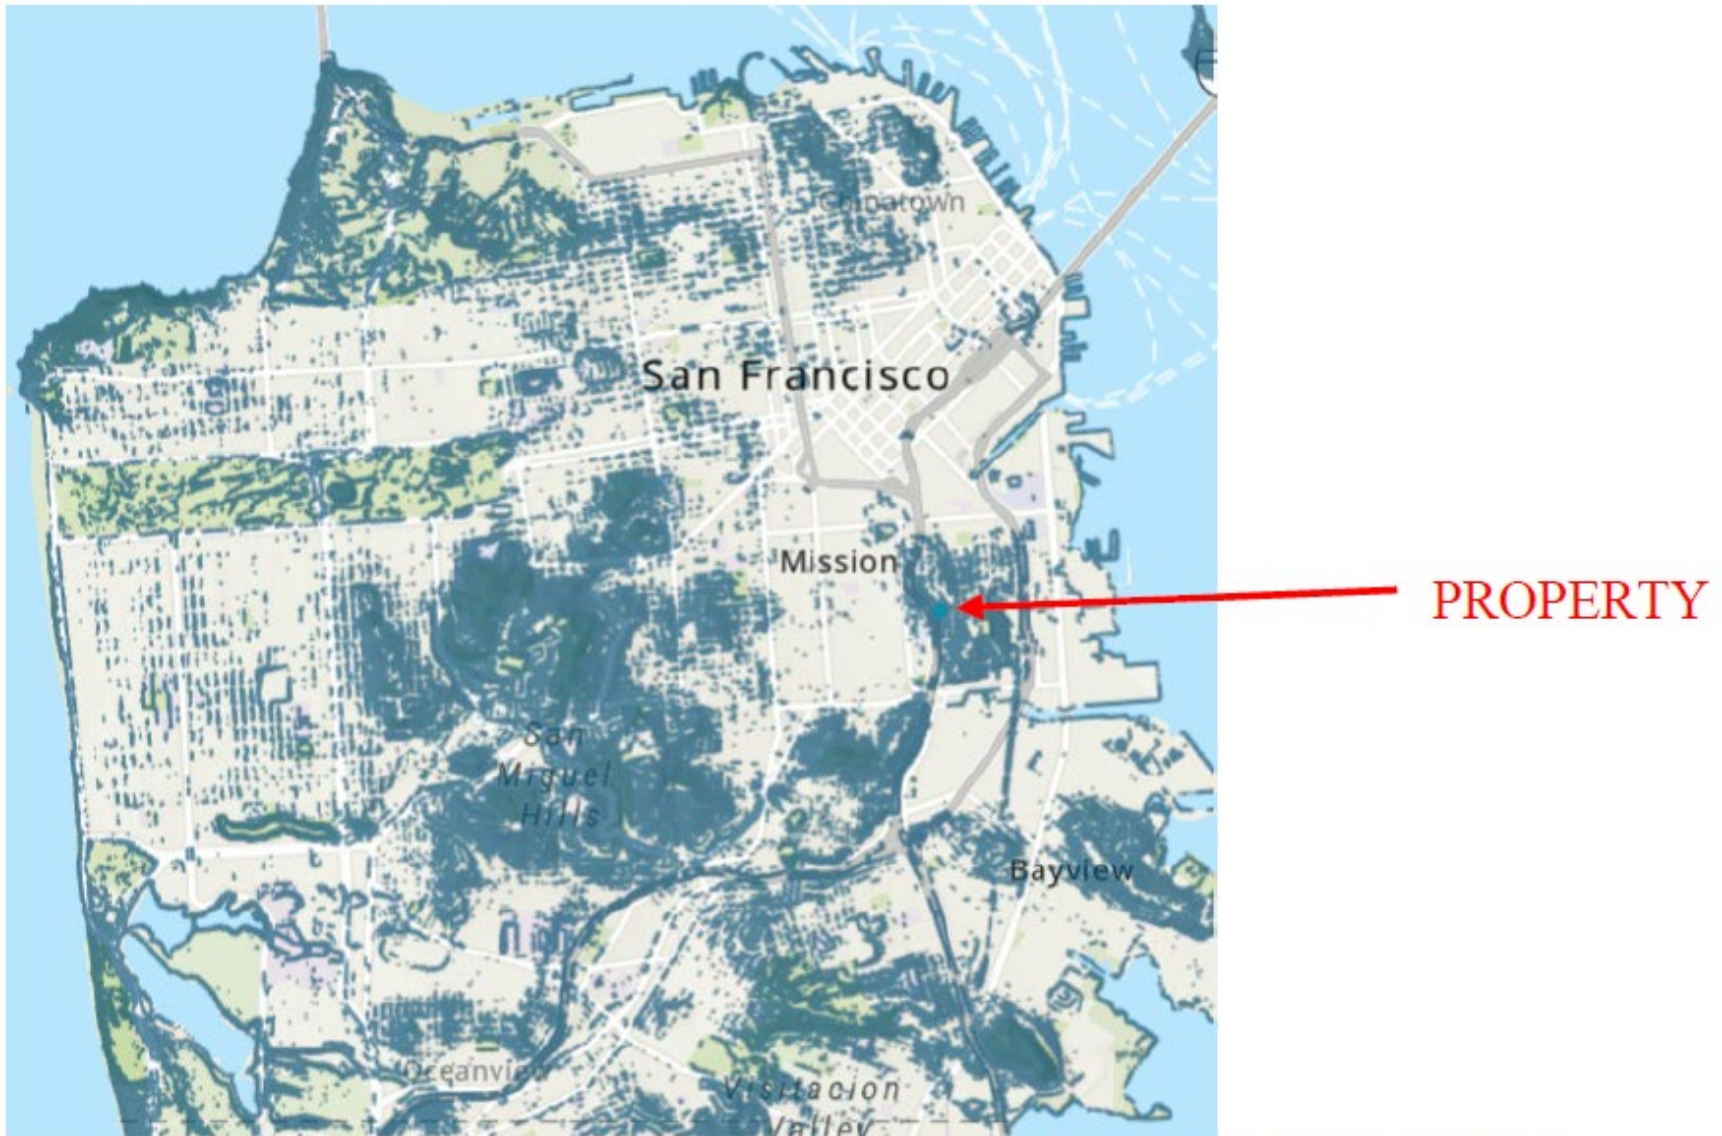 Chinatown
San Francisco
Mission
PROPERTY
San
Miguel
Hills
Bayview
Oceanview
Visitacion
Valley